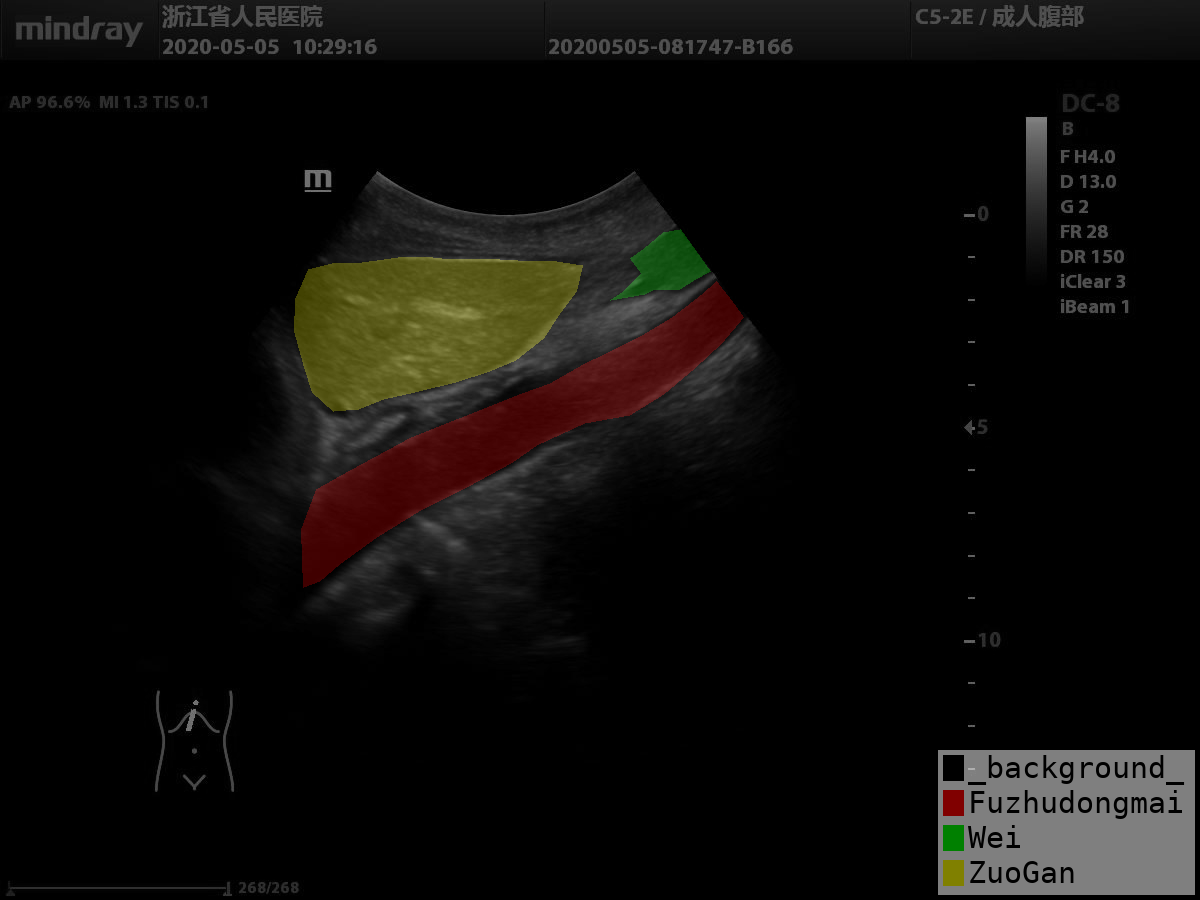 mindray
浙江省人民医院
2020-05-05 10:29:16
20200505-081747-B166
C5-2E / 成人腹部
AP 96.6% MI 1.3 TIS 0.1
m
DC-8
B
F H4.0
D 13.0
G 2
FR 28
DR 150
iClear 3
iBeam 1
0
5
10
_background_
Fuzhudongmai
Wei
ZuoGan
268/268